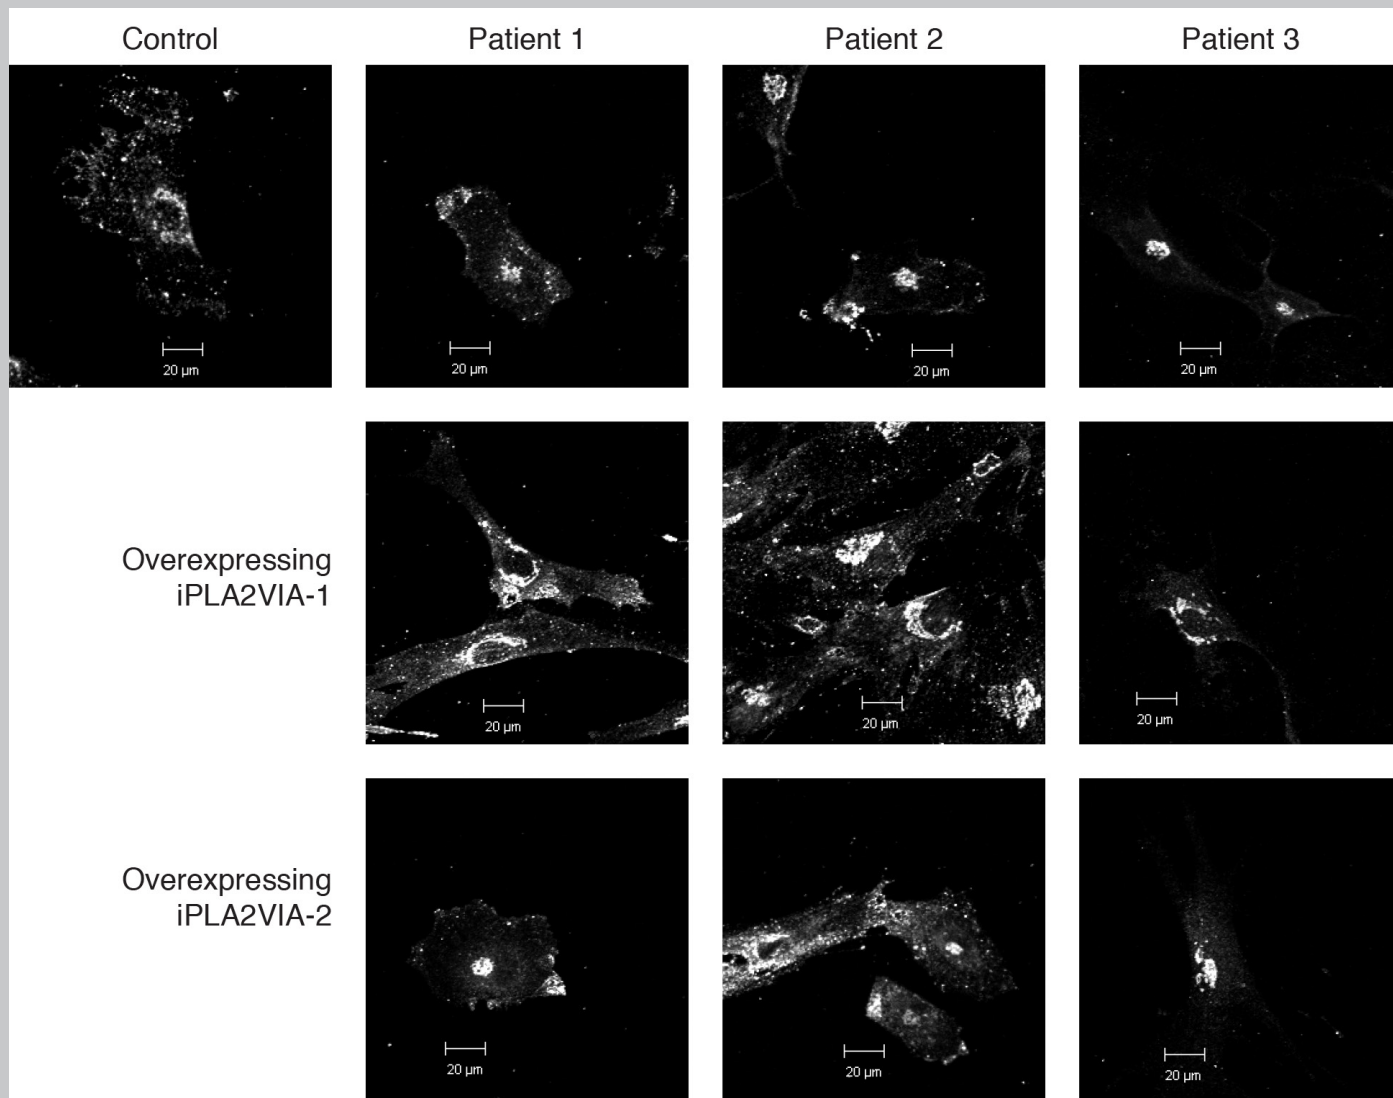 Control
Patient 1
Patient 2
Patient 3
20 µm
20 µm
20 µm
20 µm
Overexpressing
iPLA2VIA-1
20 µm
20 µm
20 µm
Overexpressing
iPLA2VIA-2
20 µm
20 µm
20 µm